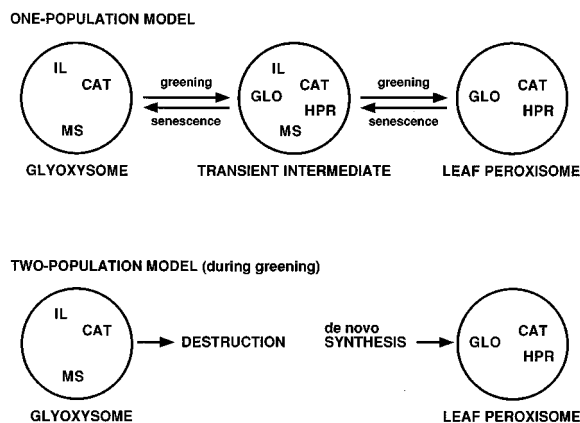 ONE-POPULATION MODEL
IL
CAT
MS
GLYOXYSOME
greening
senescence
IL
CAT
GLO
HPR
MS
TRANSIENT INTERMEDIATE
greening
senescence
CAT
GLO
HPR
LEAF PEROXISOME
TWO-POPULATION MODEL (during greening)
IL
CAT
MS
GLYOXYSOME
DESTRUCTION
de novo
SYNTHESIS
CAT
GLO
HPR
LEAF PEROXISOME